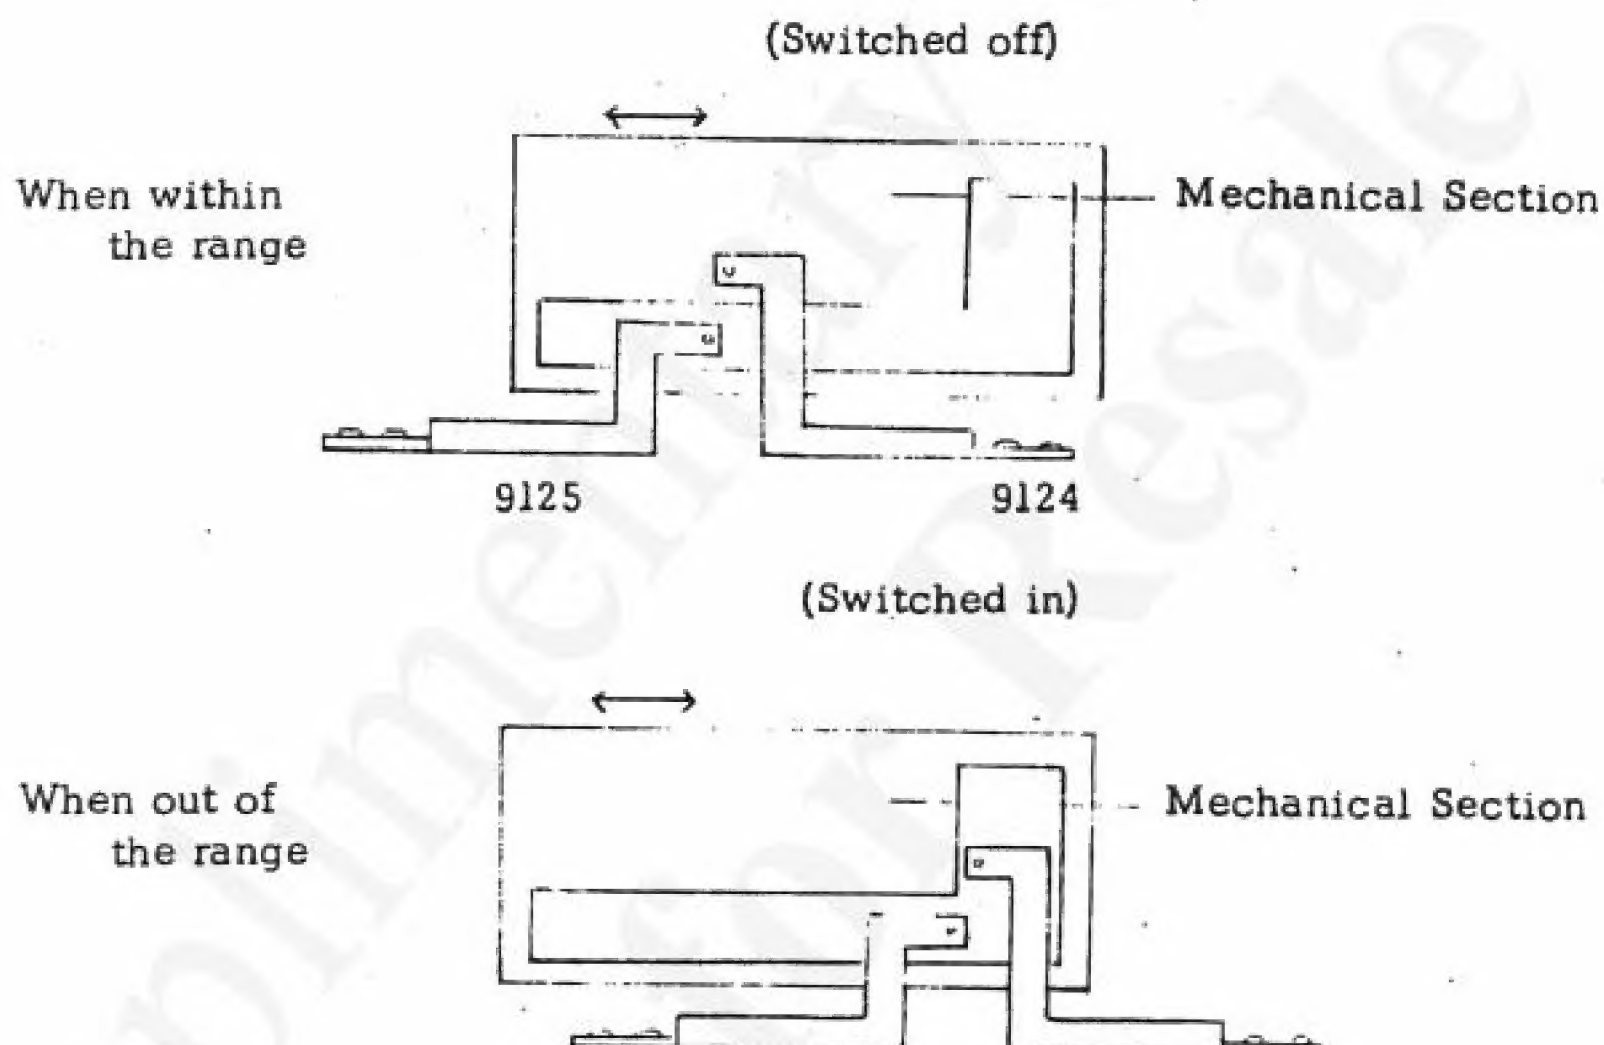 (Switched off)
When within
the range
Mechanical Section
9125
9124
(Switched in)
When out of
the range
Mechanical Section